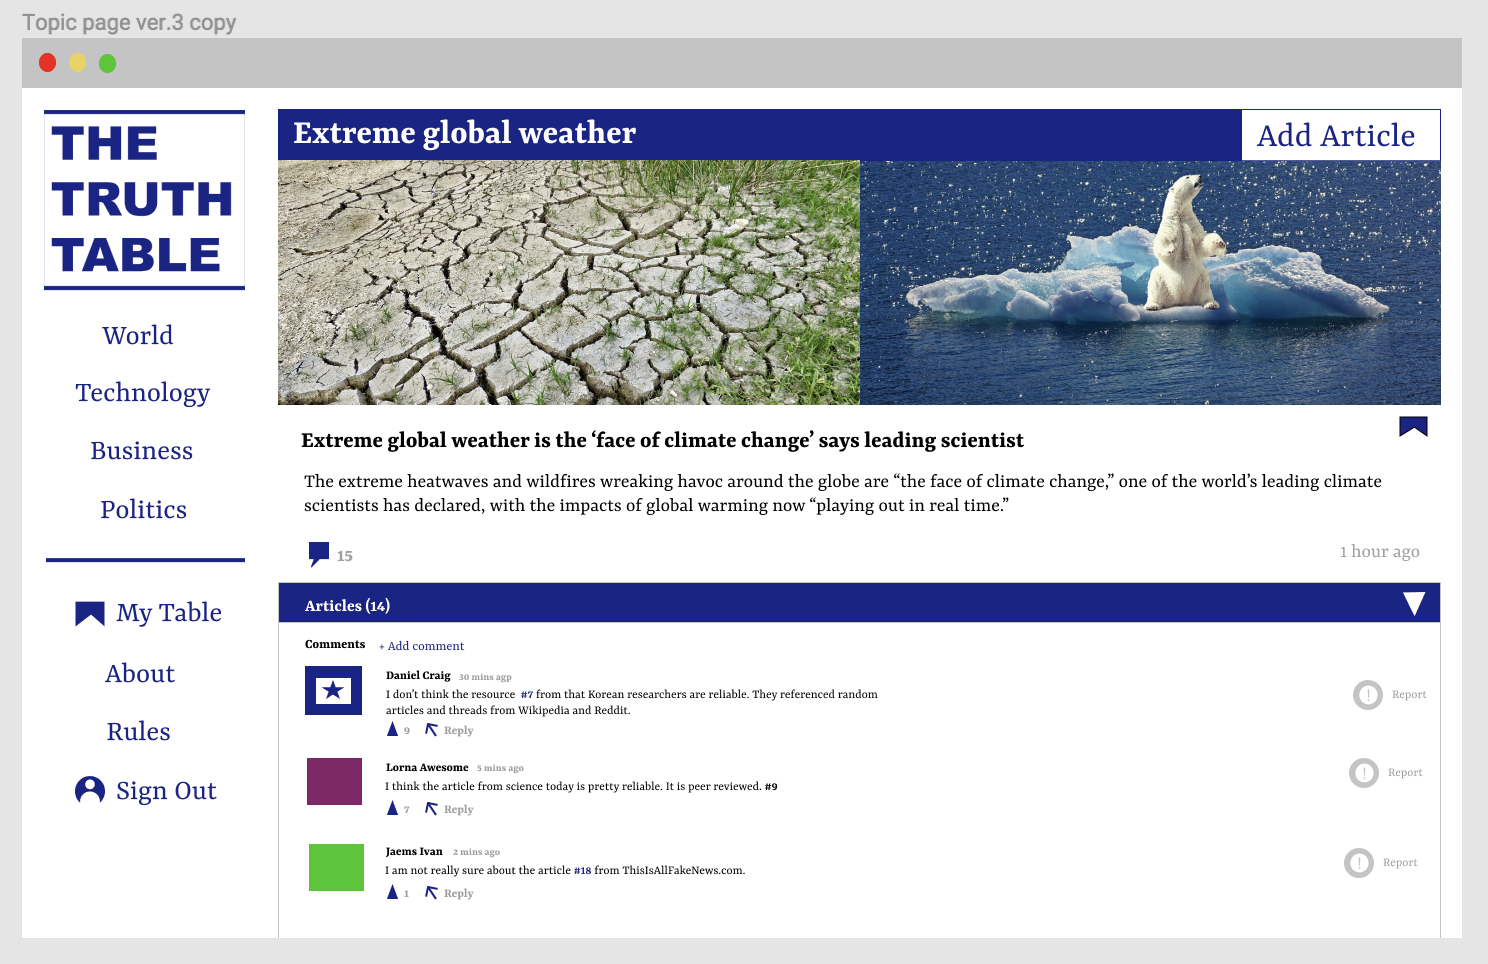 Topic page ver.3 copy
THE
TRUTH
TABLE
World
Technology
Business
Politics
My Table
About
Rules
Sign Out
Extreme global weather
Add Article
Extreme global weather is the ‘face of climate change’ says leading scientist
The extreme heatwaves and wildfires wreaking havoc around the globe are “the face of climate change,” one of the world’s leading climate
scientists has declared, with the impacts of global warming now “playing out in real time.”
15
1 hour ago
Articles (14)
Comments + Add comment
Daniel Craig 30 mins agp
I don’t think the resource #7 from that Korean researchers are reliable. They referenced random
articles and threads from Wikipedia and Reddit.
! Report
9 Reply
Lorna Awesome 5 mins ago
I think the article from science today is pretty reliable. It is peer reviewed. #9
! Report
7 Reply
Jaems Ivan 2 mins ago
I am not really sure about the article #18 from ThisIsAllFakeNews.com.
! Report
1 Reply